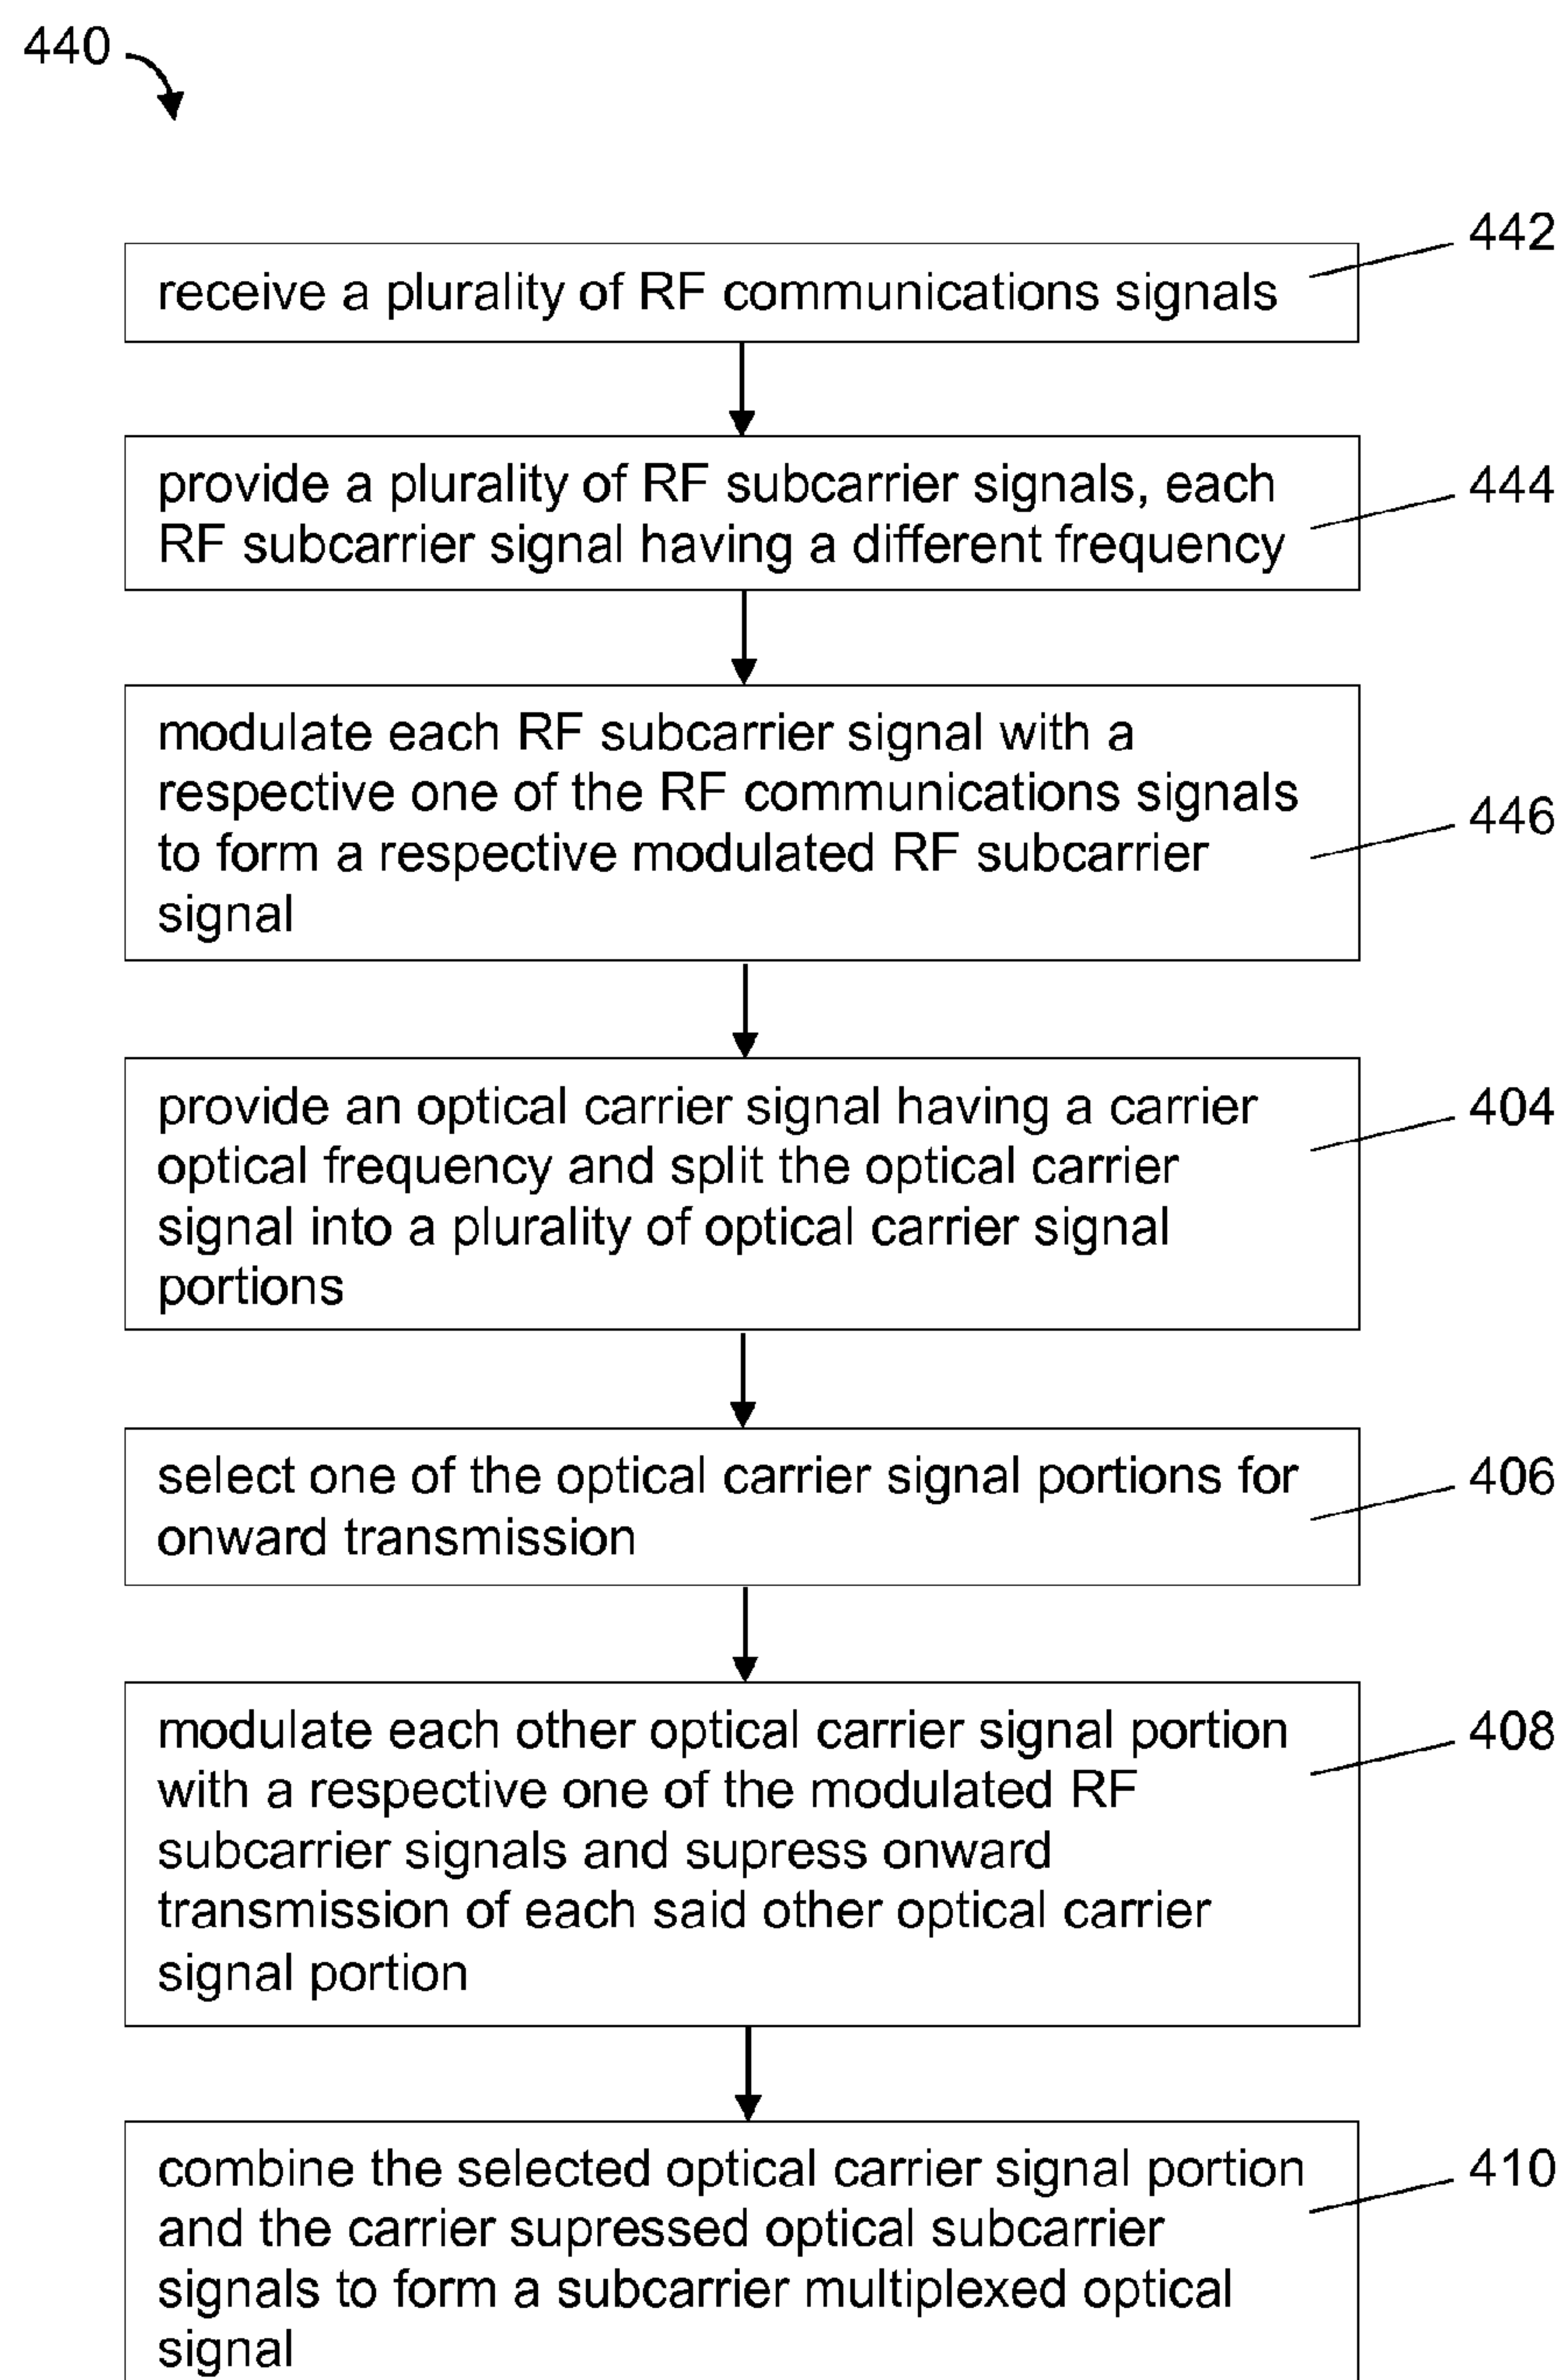 440
442
receive a plurality of RF communications signals
provide a plurality of RF subcarrier signals, each
444
RF subcarrier signal having a different frequency
modulate each RF subcarrier signal with a
respective one of the RF communications signals
446
to form a respective modulated RF subcarrier
signal
provide an optical carrier signal having a carrier
404
optical frequency and split the optical carrier
signal into a plurality of optical carrier signal
portions
select one of the optical carrier signal portions for
406
onward transmission
modulate each other optical carrier signal portion
408
with a respective one of the modulated RF
subcarrier signals and supress onward
transmission of each said other optical carrier
signal portion
combine the selected optical carrier signal portion
410
and the carrier supressed optical subcarrier
signals to form a subcarrier multiplexed optical
signal